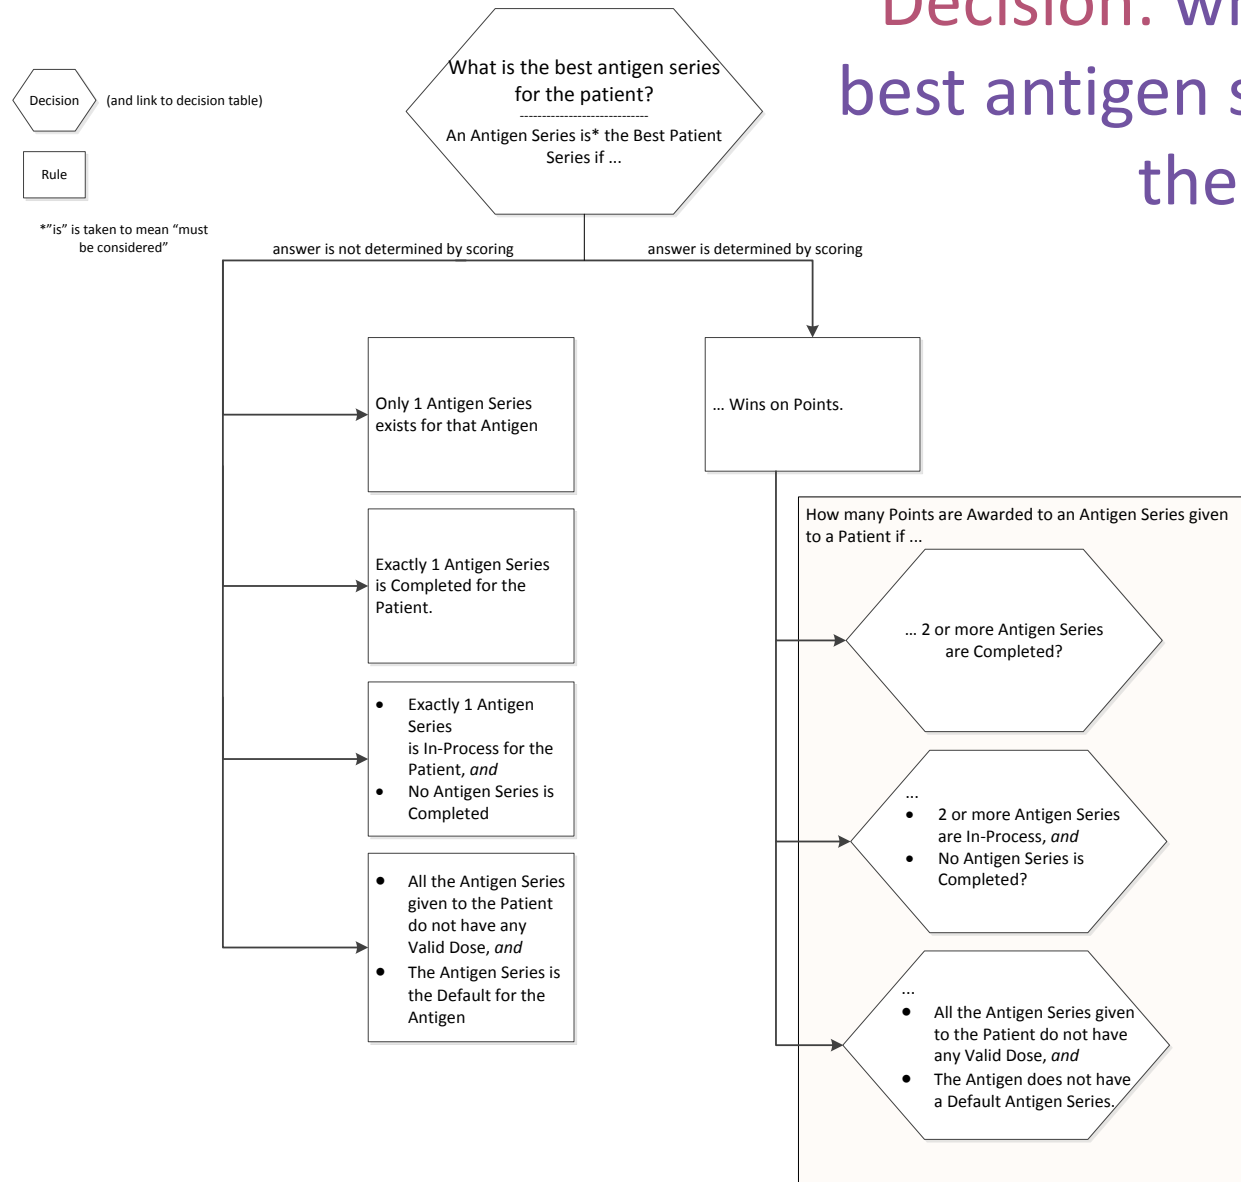 Decision: wh
best antigen s
the
Decision
(and link to decision table)
Rule
*”is” is taken to mean “must
be considered”
What is the best antigen series
for the patient?
-----------------------------
An Antigen Series is* the Best Patient
Series if ...
answer is not determined by scoring
answer is determined by scoring
Only 1 Antigen Series
exists for that Antigen
Exactly 1 Antigen Series
is Completed for the
Patient.
• Exactly 1 Antigen
Series
is In-Process for the
Patient, and
• No Antigen Series is
Completed
• All the Antigen Series
given to the Patient
do not have any
Valid Dose, and
• The Antigen Series is
the Default for the
Antigen
... Wins on Points.
How many Points are Awarded to an Antigen Series given
to a Patient if ...
... 2 or more Antigen Series
are Completed?
...
• 2 or more Antigen Series
are In-Process, and
• No Antigen Series is
Completed?
...
• All the Antigen Series given
to the Patient do not have
any Valid Dose, and
• The Antigen does not have
a Default Antigen Series.